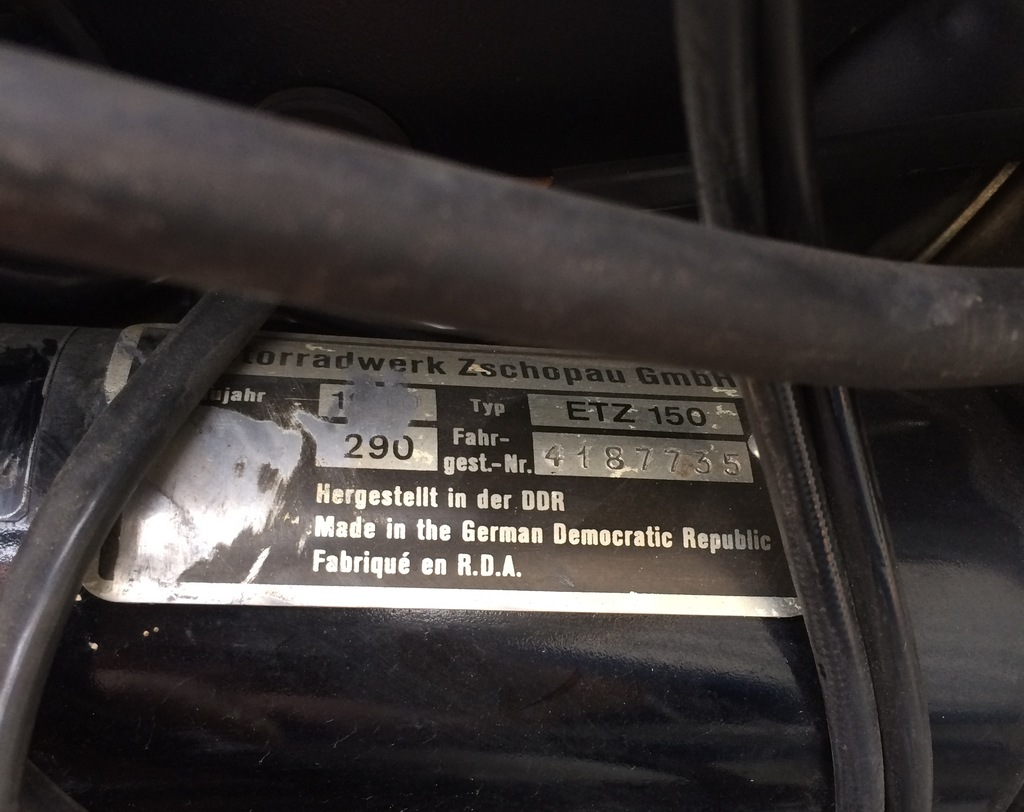 torradwerk Zschopau GmbH
ujahr Typ ETZ 150
290 Fahr-
gest.-Nr. 4187735
Hergestellt in der DDR
Made in the German Democratic Republic
Fabriqué en R.D.A.